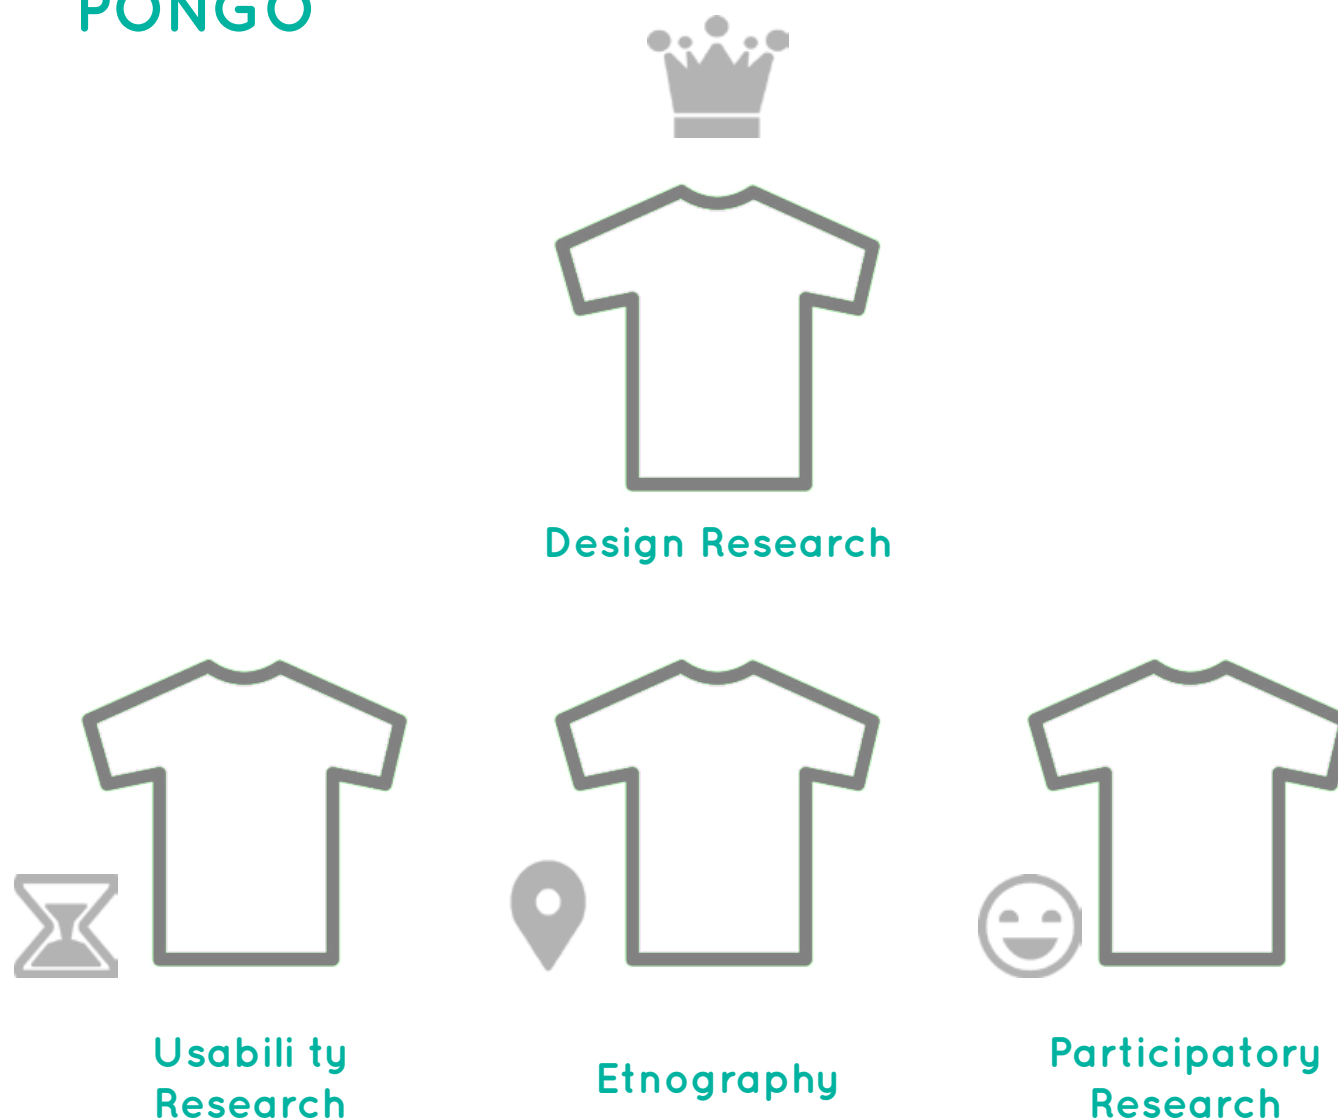 PONGO
Design Research
Usabili ty
Research
Etnography
Participatory
Research